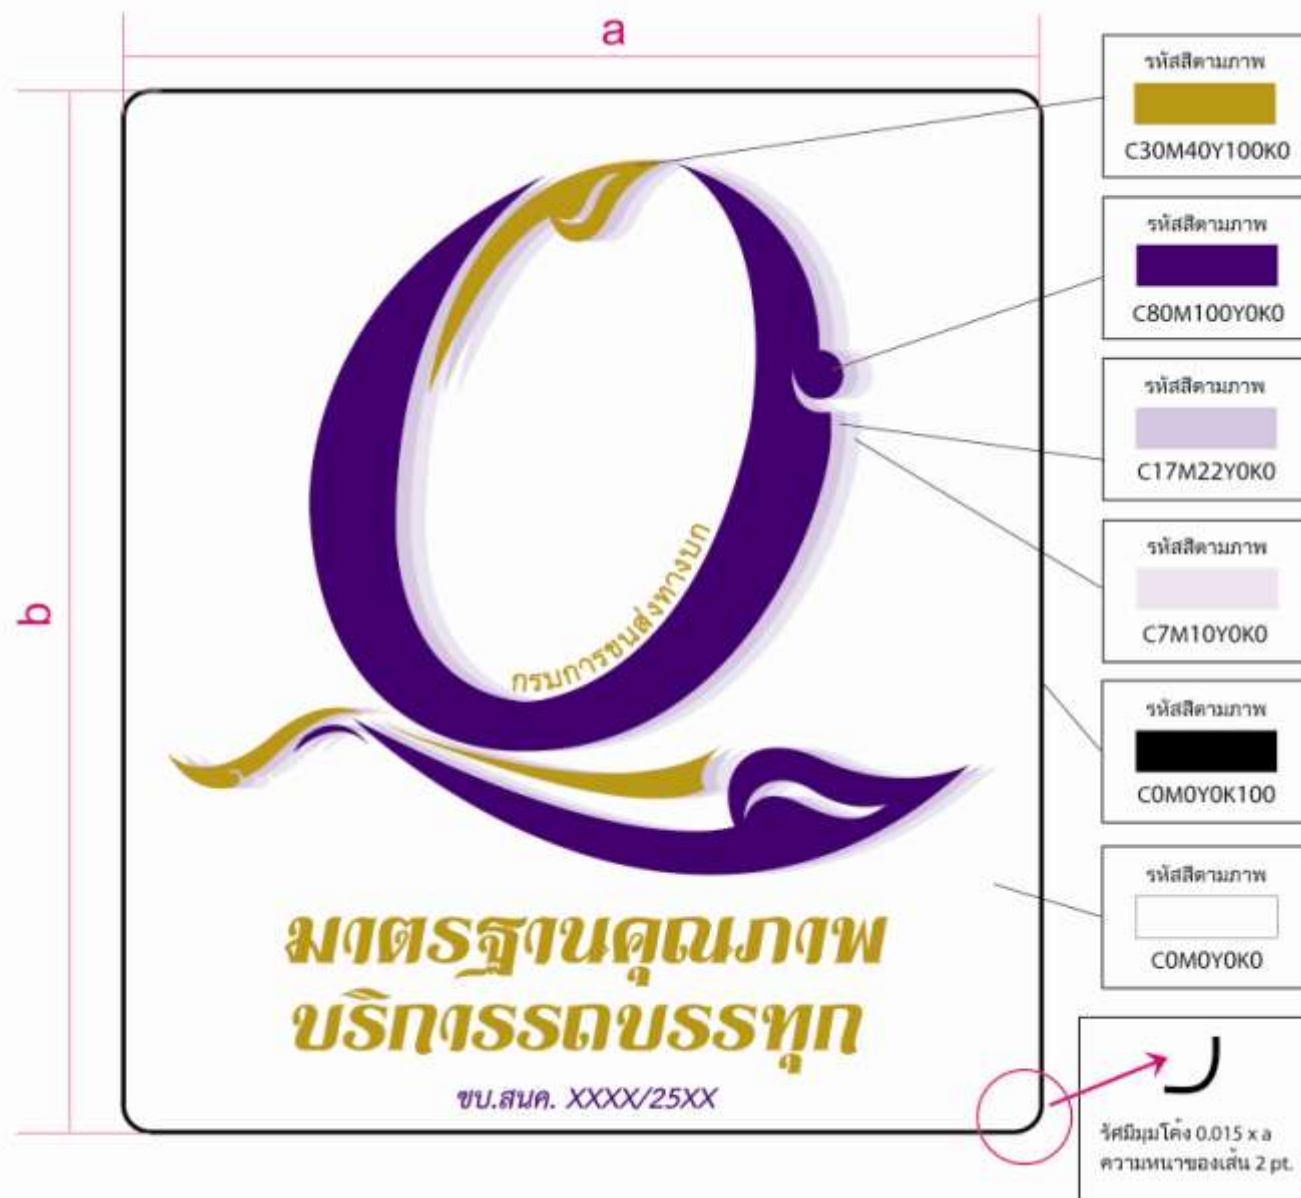 a
b
กรมการขนส่งทางบก
มาตรฐานคุณภาพ
บริการรถบรรทุก
ขบ.สนค. XXXX/25XX
รหัสสีตามภาพ
C30M40Y100K0
รหัสสีตามภาพ
C80M100Y0K0
รหัสสีตามภาพ
C17M22Y0K0
รหัสสีตามภาพ
C7M10Y0K0
รหัสสีตามภาพ
C0M0Y0K100
รหัสสีตามภาพ
C0M0Y0K0
รัศมีมุมโค้ง 0.015 x a
ความหนาของเส้น 2 pt.